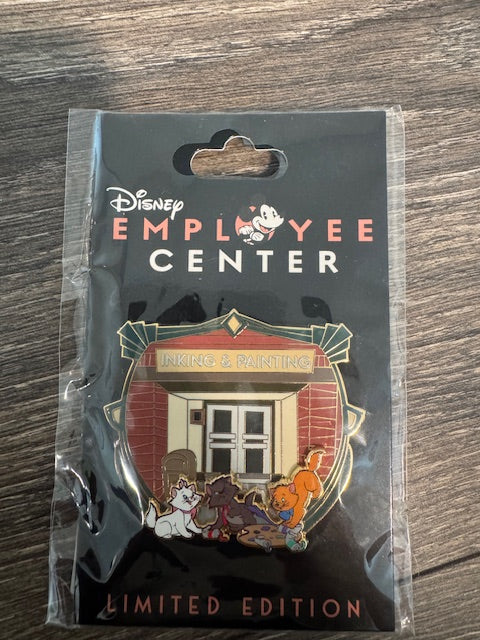 Disney
EMPLOYEE
CENTER
INKING & PAINTING
LIMITED EDITION